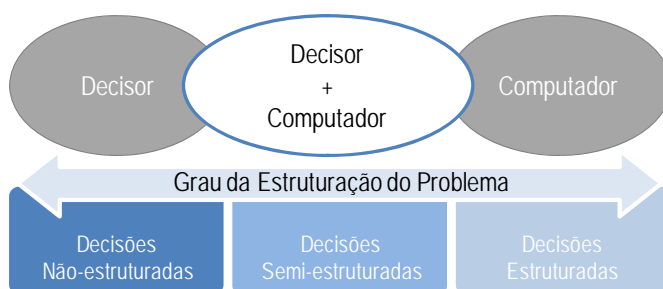 Decisor
Decisor
+
Computador
Computador
Grau da Estruturação do Problema
Decisões
Não-estruturadas
Decisões
Semi-estruturadas
Decisões
Estruturadas